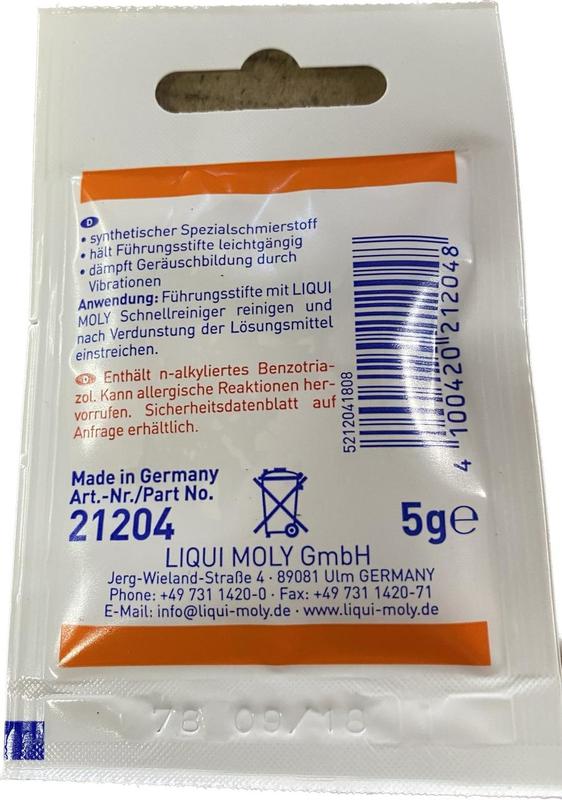 D
• synthetischer Spezialschmierstoff
• hält Führungsstifte leichtgängig
• dämpft Geräuschbildung durch
Vibrationen
Anwendung: Führungsstifte mit LIQUI
MOLY Schnellreiniger reinigen und
nach Verdunstung der Lösungsmittel
einstreichen.
D Enthält n-alkyliertes Benzotria-
zol. Kann allergische Reaktionen her-
vorrufen. Sicherheitsdatenblatt auf
Anfrage erhältlich.
5212041808
4 100420 212048
Made in Germany
Art.-Nr./Part No.
21204
5g℮
LIQUI MOLY GmbH
Jerg-Wieland-Straße 4 · 89081 Ulm GERMANY
Phone: +49 731 1420-0 · Fax: +49 731 1420-71
E-Mail: info@liqui-moly.de · www.liqui-moly.de
78 09/18